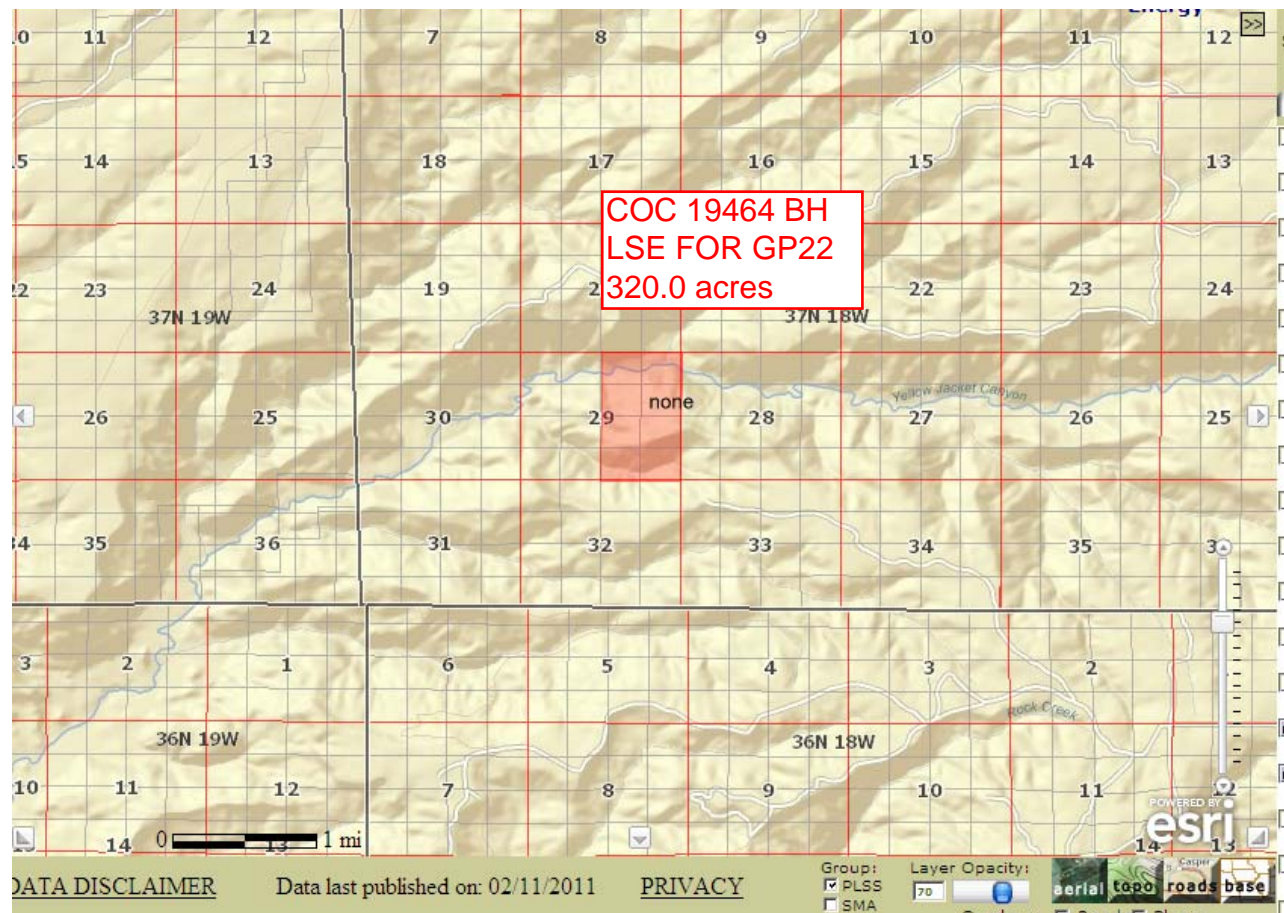 Energy
>>
11 12 7 8 9 10 11 12
14 13 18 17 16 15 14 13
COC 19464 BH
LSE FOR GP22
320.0 acres
23 24 19 22 23 24
37N 19W 37N 18W
none
Yellow Jacket Canyon
26 25 30 29 28 27 26 25
35 36 31 32 33 34 35
3 2 1 6 5 4 3 2
Rock Creek
36N 19W 36N 18W
10 11 12 7 8 9 10 11 12
POWERED BY
esri
14 13 14 13
0 1 mi
DATA DISCLAIMER Data last published on: 02/11/2011 PRIVACY
Group:
PLSS
SMA
Layer Opacity:
70
aerial topo roads base
Casper